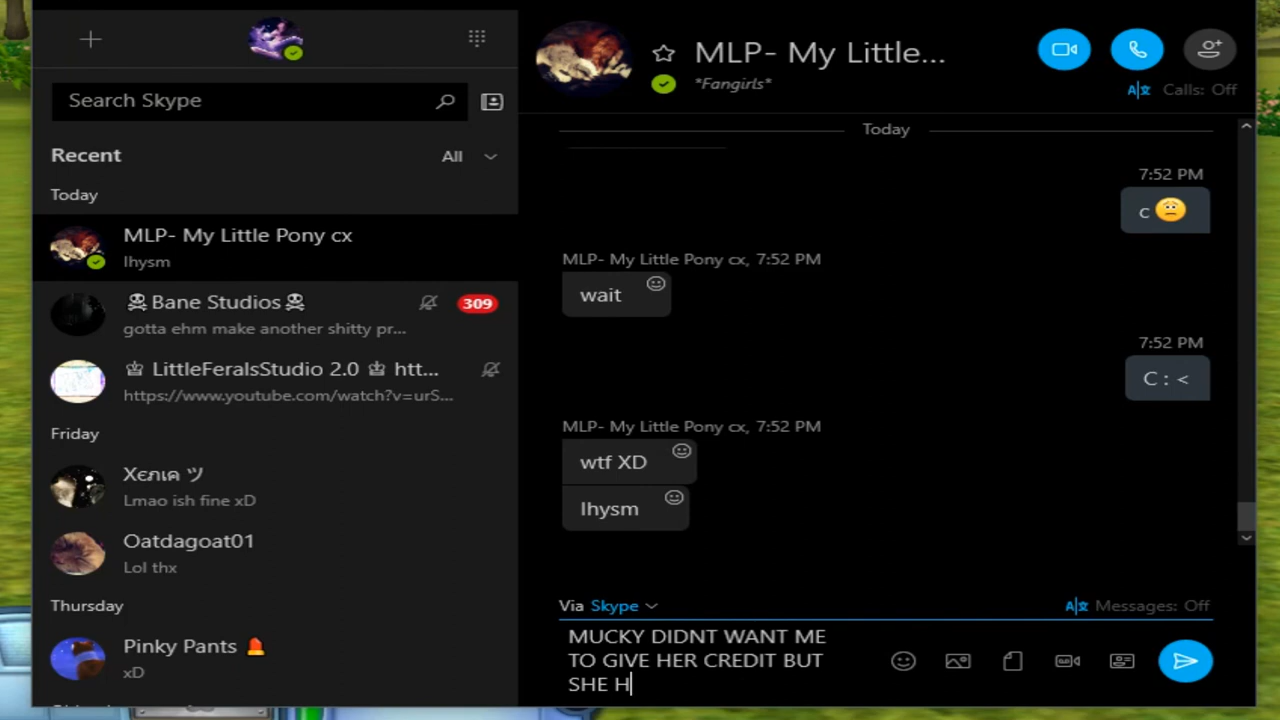 Search Skype
Recent
All
Today
MLP- My Little Pony cx
lhysm
☠Bane Studios☠
309
gotta ehm make another shitty pr...
♔ LittleFeralsStudio 2.0 ♔ htt...
https://www.youtube.com/watch?v=urS...
Friday
Lmao ish fine xD
Oatdagoat01
Lol thx
Thursday
Pinky Pants
xD
MLP- My Little...
*Fangirls*
Calls: Off
Today
7:52 PM
c 😟
MLP- My Little Pony cx, 7:52 PM
wait
7:52 PM
C : <
MLP- My Little Pony cx, 7:52 PM
wtf XD
lhysm
Via Skype
Messages: Off
MUCKY DIDNT WANT ME
TO GIVE HER CREDIT BUT
SHE H